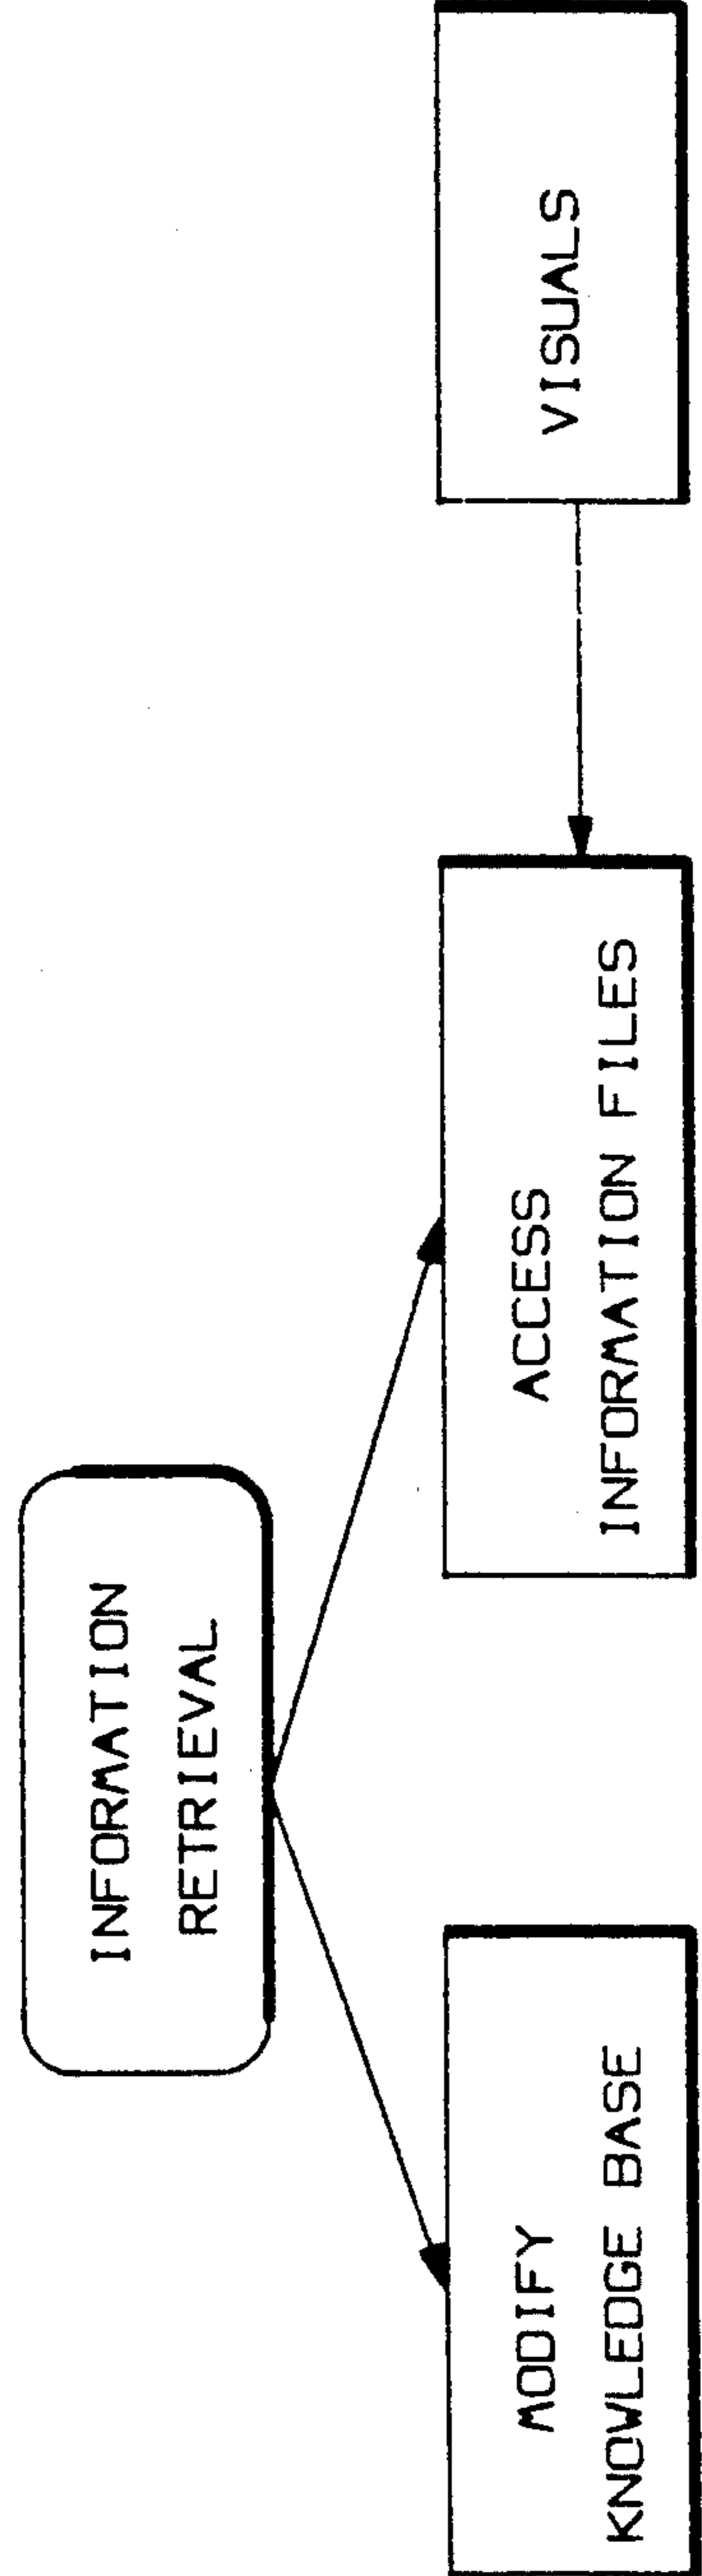 INFORMATION
RETRIEVAL
MODIFY
KNOWLEDGE BASE
ACCESS
INFORMATION FILES
VISUALS